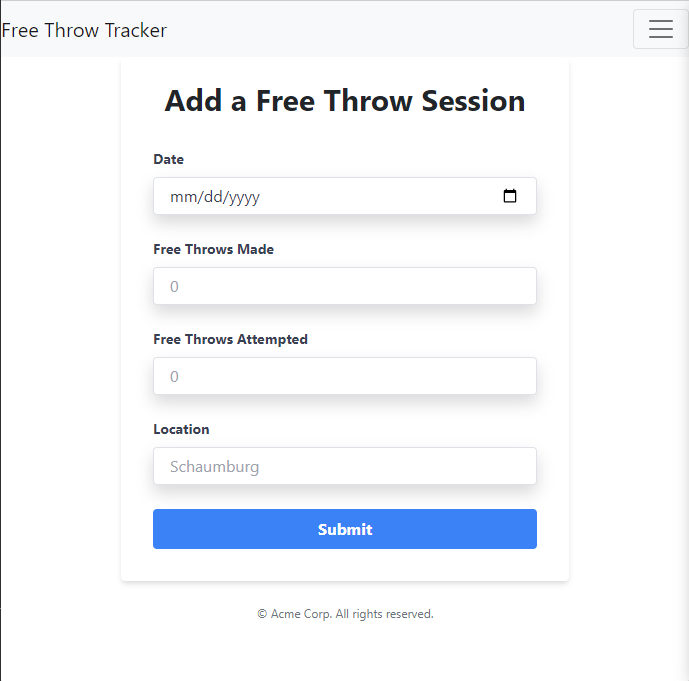 Free Throw Tracker
Add a Free Throw Session
Date
mm/dd/yyyy
Free Throws Made
0
Free Throws Attempted
0
Location
Schaumburg
Submit
© Acme Corp. All rights reserved.